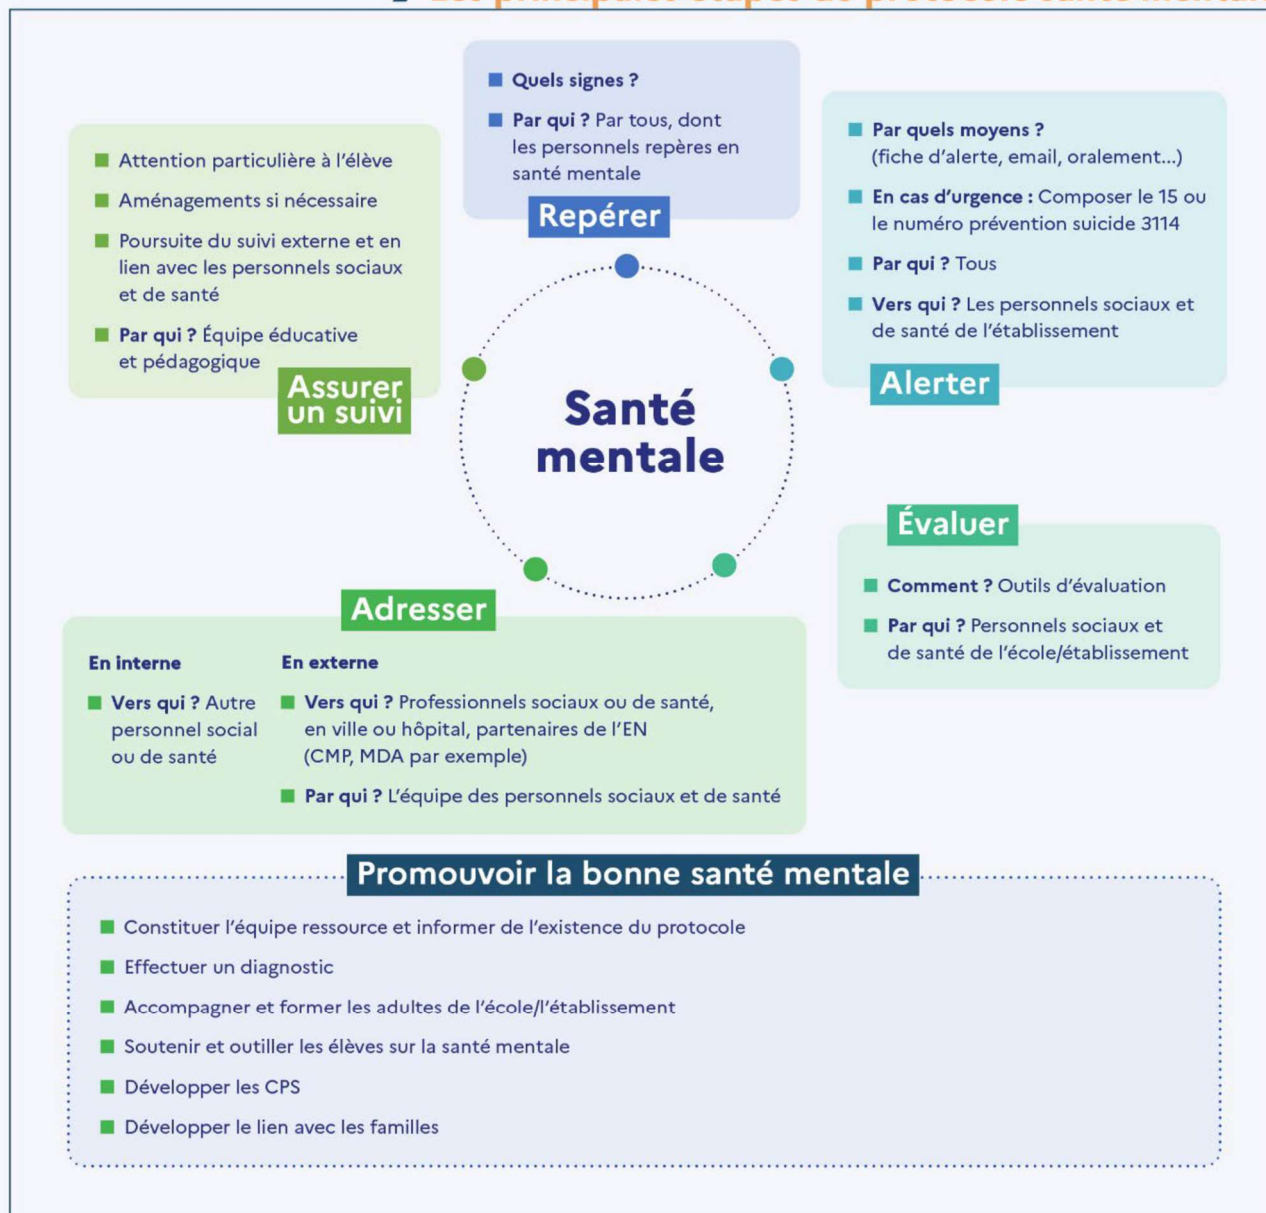 Les principales étapes du protocole santé mentale
Quels signes ?
Par qui ? Par tous, dont
les personnels repères en
santé mentale
Repérer
Par quels moyens ?
(fiche d'alerte, email, oralement...)
En cas d'urgence : Composer le 15 ou
le numéro prévention suicide 3114
Par qui ? Tous
Vers qui ? Les personnels sociaux et
de santé de l'établissement
Alerter
Évaluer
Comment ? Outils d'évaluation
Par qui ? Personnels sociaux et
de santé de l'école/établissement
Adresser
En interne
Vers qui ? Autre
personnel social
ou de santé
En externe
Vers qui ? Professionnels sociaux ou de santé,
en ville ou hôpital, partenaires de l'EN
(CMP, MDA par exemple)
Par qui ? L'équipe des personnels sociaux et de santé
Attention particulière à l'élève
Aménagements si nécessaire
Poursuite du suivi externe et en
lien avec les personnels sociaux
et de santé
Par qui ? Équipe éducative
et pédagogique
Assurer
un suivi
Santé
mentale
Promouvoir la bonne santé mentale
Constituer l'équipe ressource et informer de l'existence du protocole
Effectuer un diagnostic
Accompagner et former les adultes de l'école/l'établissement
Soutenir et outiller les élèves sur la santé mentale
Développer les CPS
Développer le lien avec les familles